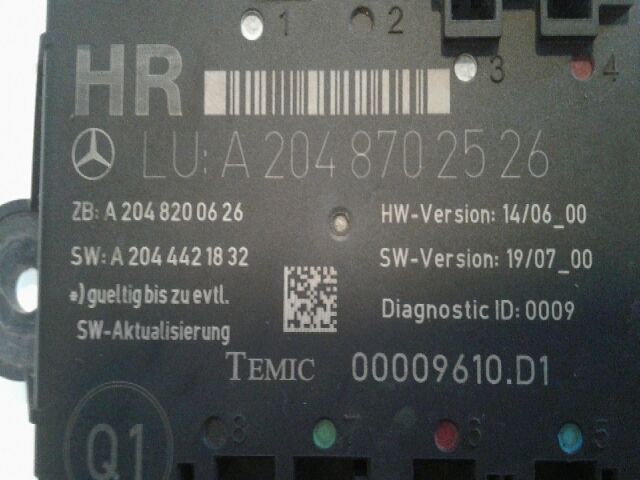 1 2
3 4
HR
LU: A 204 870 25 26
ZB: A 204 820 06 26
HW-Version: 14/06_00
SW: A 204 442 18 32
SW-Version: 19/07_00
*) gueltig bis zu evtl.
SW-Aktualisierung
Diagnostic ID: 0009
TEMIC 00009610.D1
Q1
8 7 6 5